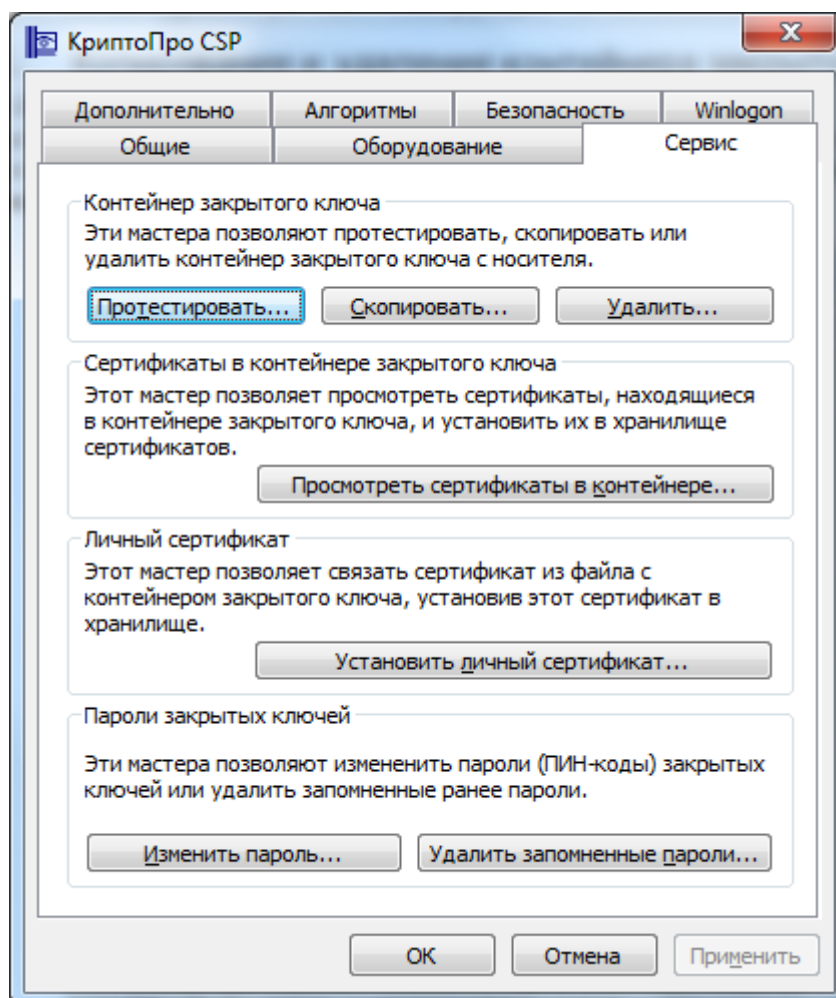 КриптоПро CSP
Дополнительно Алгоритмы Безопасность Winlogon
Общие Оборудование Сервис
Контейнер закрытого ключа
Эти мастера позволяют протестировать, скопировать или
удалить контейнер закрытого ключа с носителя.
Протестировать... Скопировать... Удалить...
Сертификаты в контейнере закрытого ключа
Этот мастер позволяет просмотреть сертификаты, находящиеся
в контейнере закрытого ключа, и установить их в хранилище
сертификатов.
Просмотреть сертификаты в контейнере...
Личный сертификат
Этот мастер позволяет связать сертификат из файла с
контейнером закрытого ключа, установив этот сертификат в
хранилище.
Установить личный сертификат...
Пароли закрытых ключей
Эти мастера позволяют измененить пароли (ПИН-коды) закрытых
ключей или удалить запомненные ранее пароли.
Изменить пароль... Удалить запомненные пароли...
ОК Отмена Применить